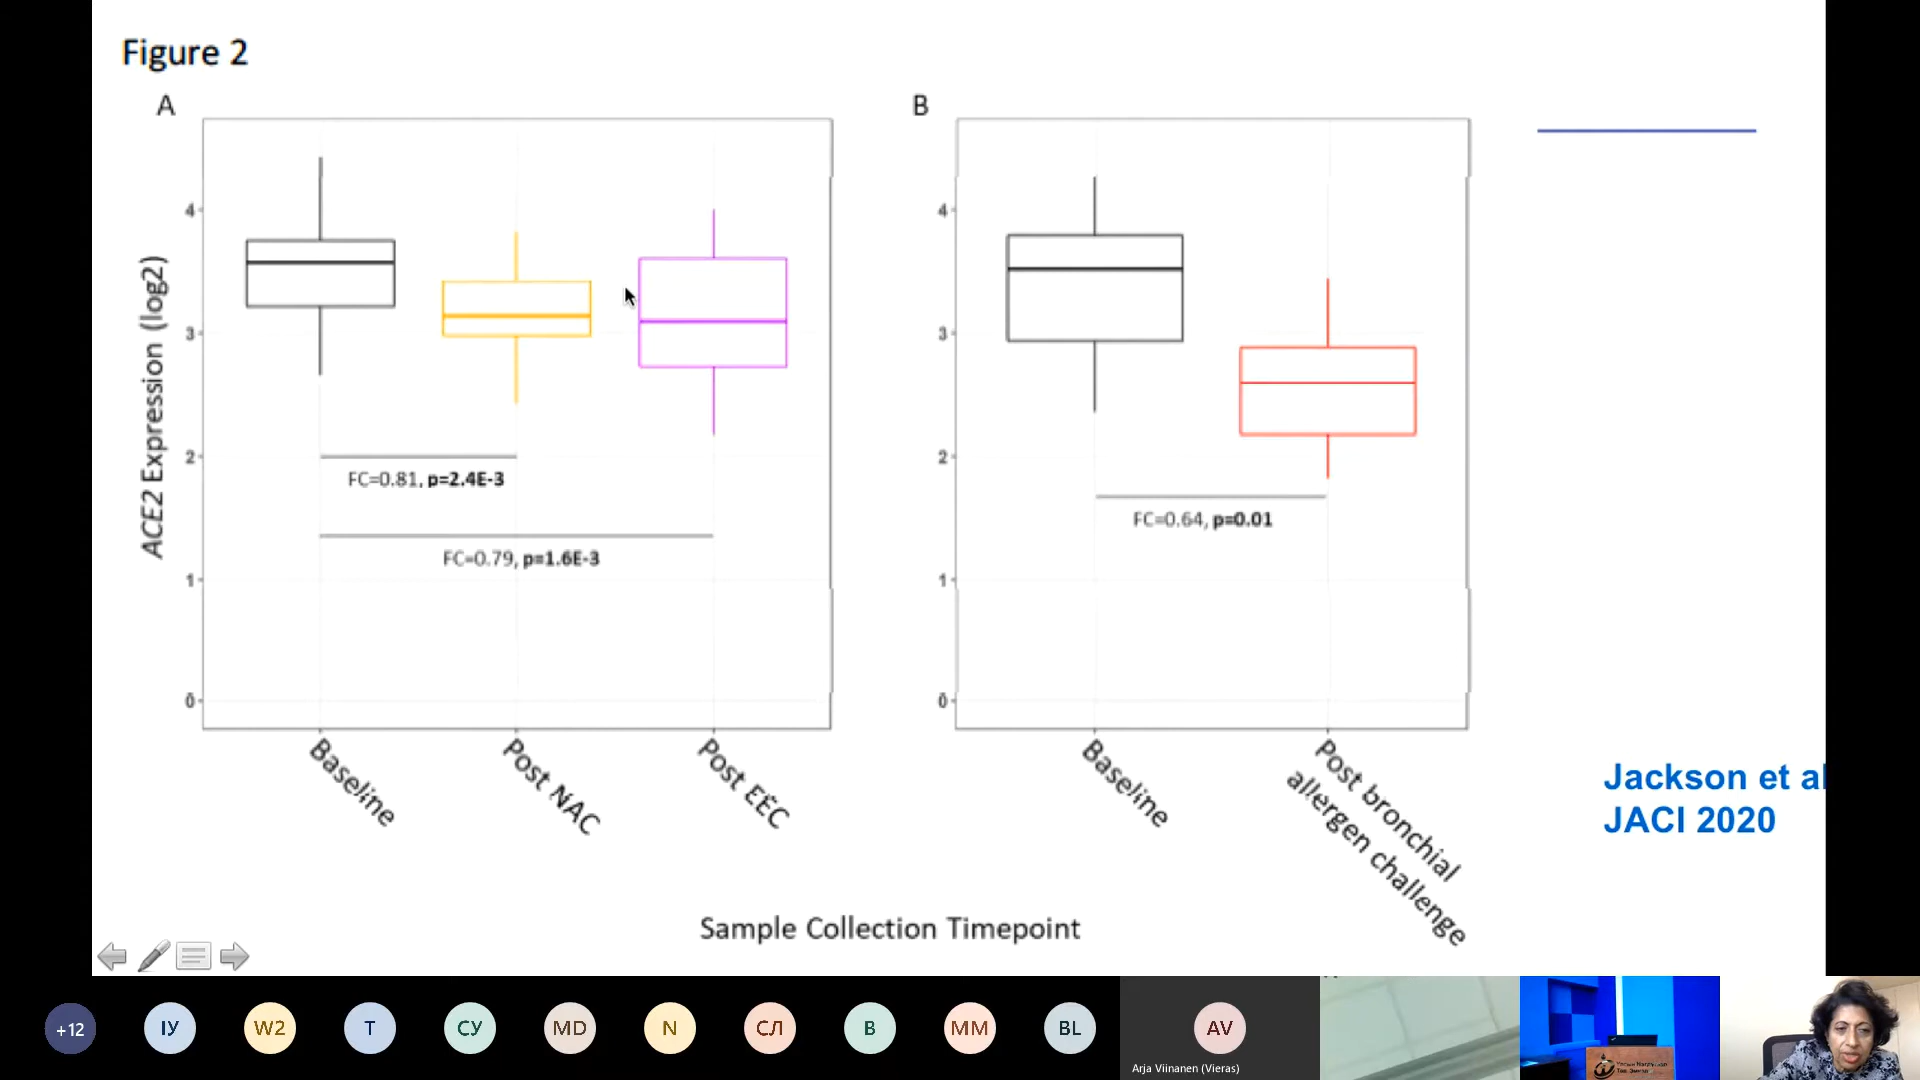 Figure 2
A
B
ACE2 Expression (log2)
4
3
2
1
0
FC=0.81, p=2.4E-3
FC=0.79, p=1.6E-3
Baseline
Post NAC
Post EEC
4
3
2
1
0
FC=0.64, p=0.01
Baseline
Post bronchial
allergen challenge
Sample Collection Timepoint
Jackson et al
JACI 2020
+12
ІУ
W2
T
СУ
MD
N
СЛ
В
MM
BL
AV
Arja Viinanen (Vieras)